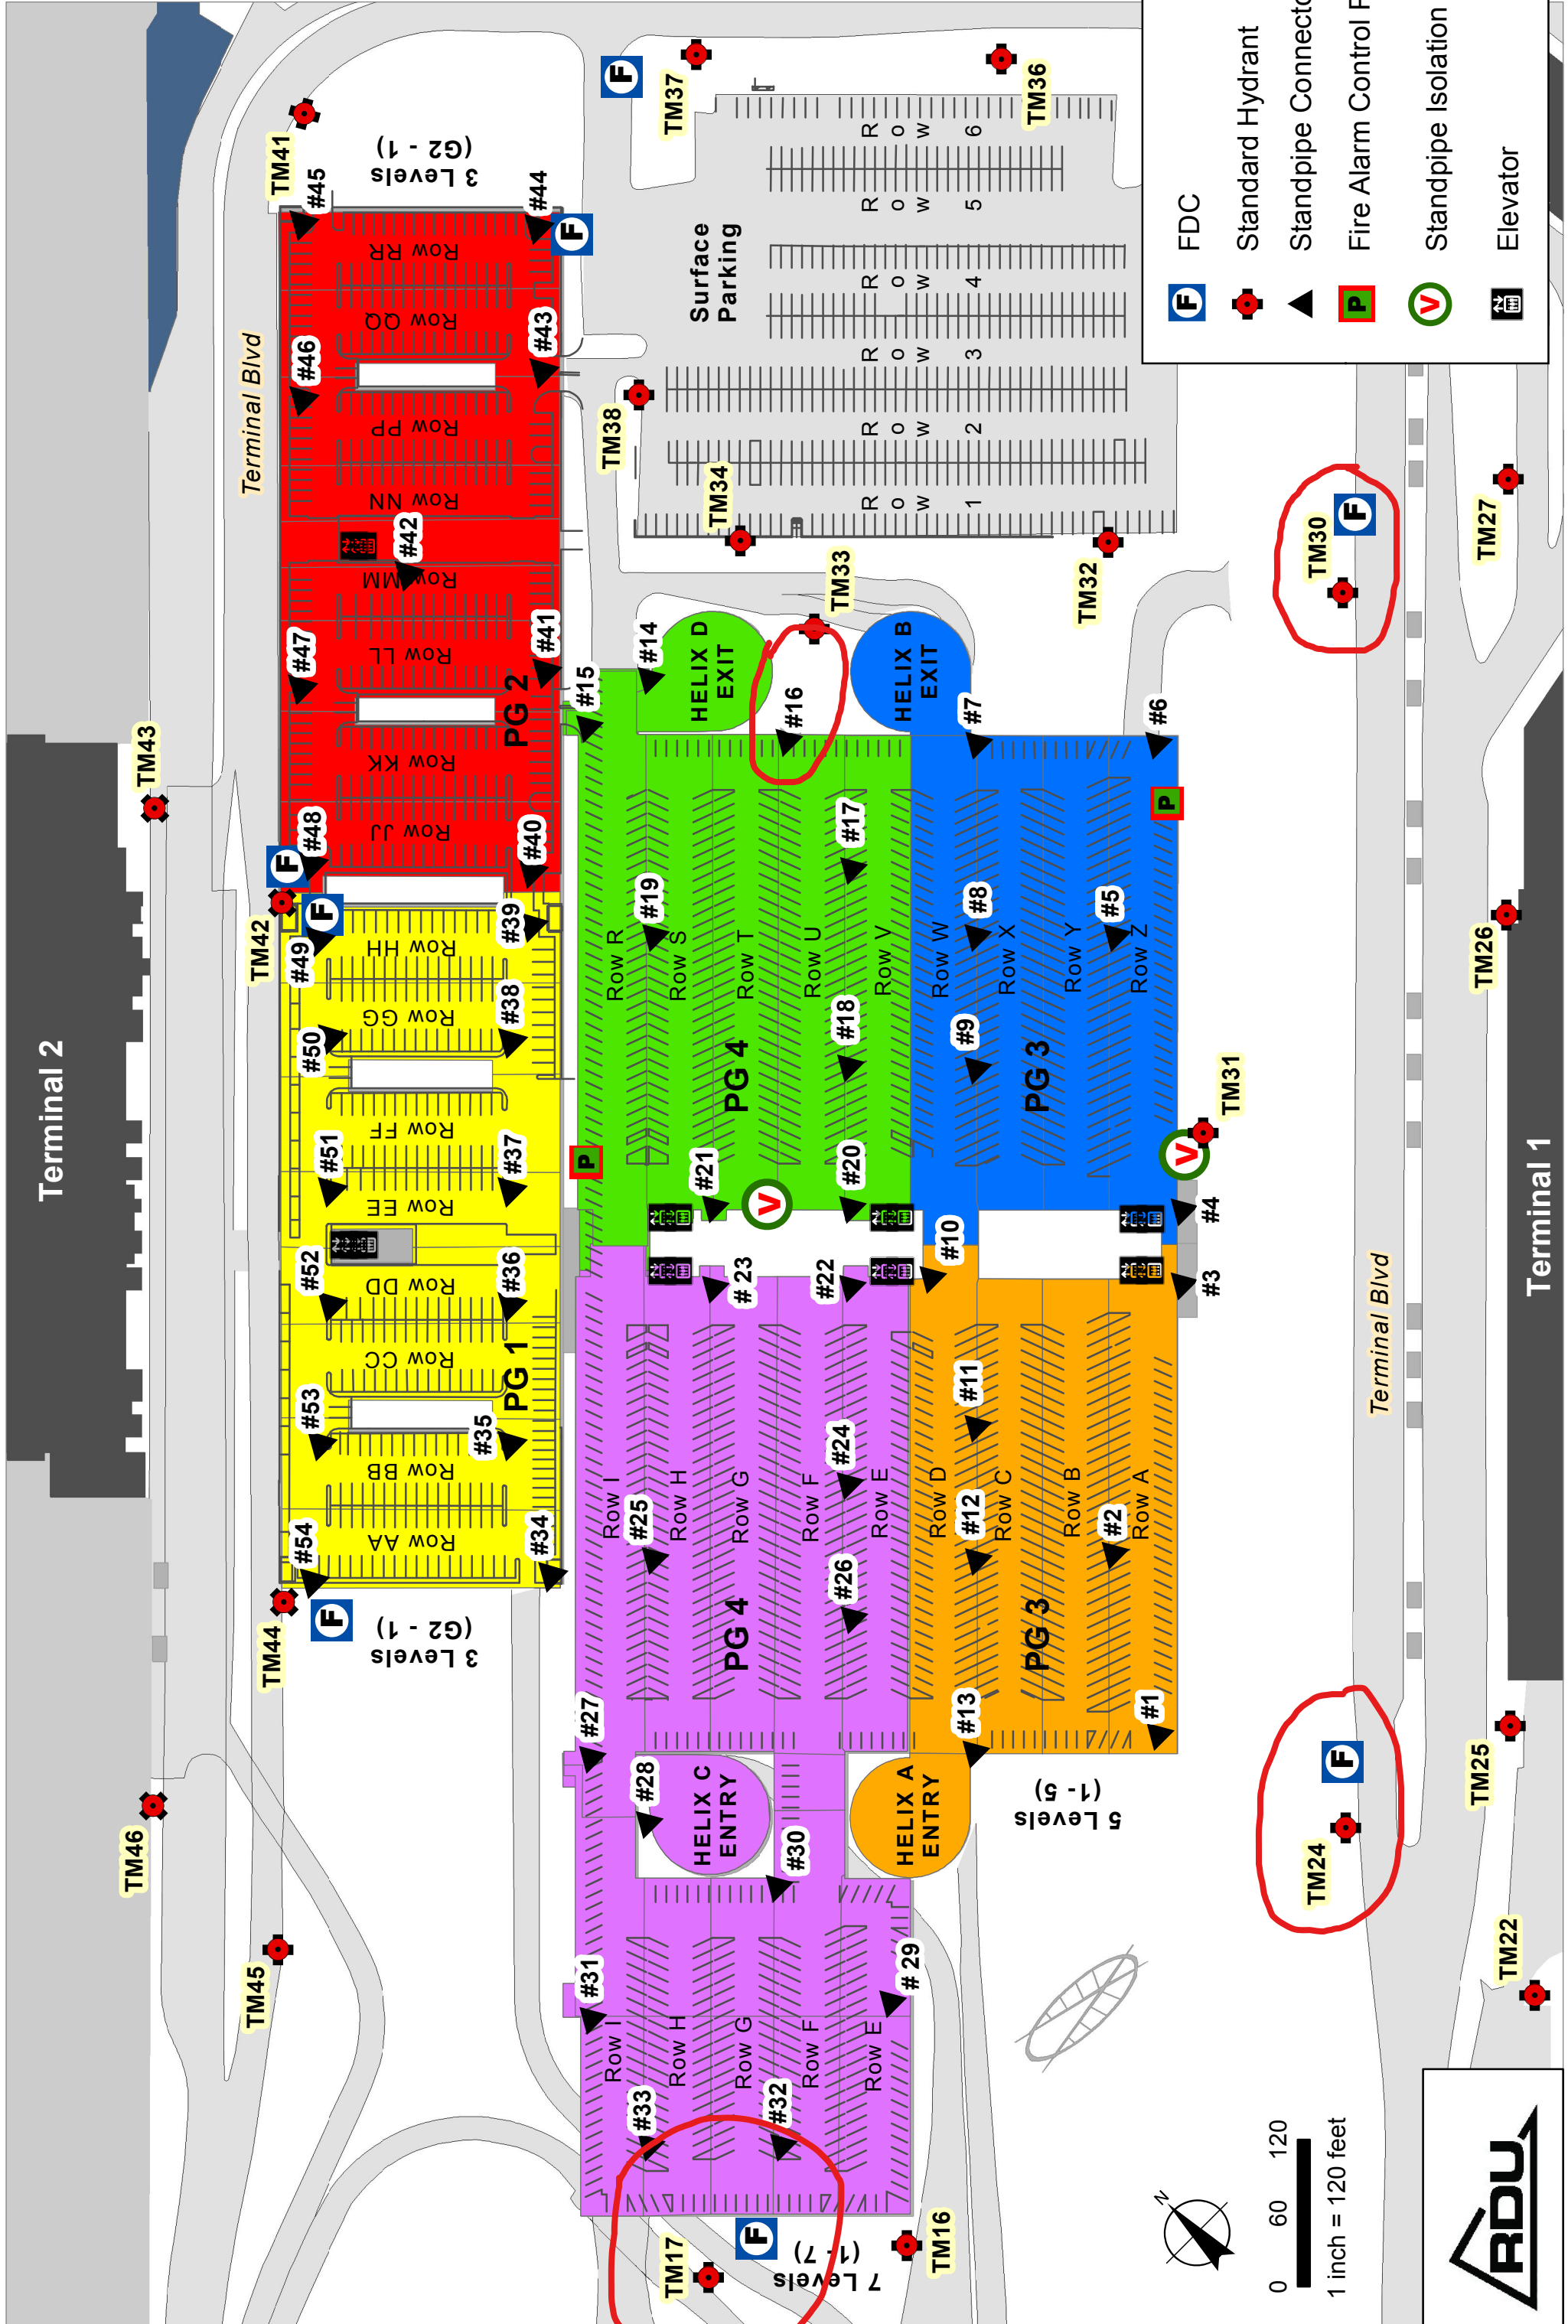 Terminal 2
TM46
TM43
TM45
TM44
TM42
Terminal Blvd
TM41
3 Levels
(G2 - 1)
3 Levels
(G2 - 1)
#54
#53
#52
#51
#50
#49
#48
#47
#46
#45
#42
Row AA
Row BB
Row CC
Row DD
Row EE
Row FF
Row GG
Row HH
Row JJ
Row KK
Row LL
Row MM
Row NN
Row PP
Row QQ
Row RR
PG 1
PG 2
#34
#35
#36
#37
#38
#39
#40
#41
#43
#44
F
F
F
F
F
P
#31
#27
#15
Row I
Row I
Row R
#33
#28
#25
#19
#14
TM38
TM37
Row H
Row H
Row S
TM17
HELIX C
ENTRY
#23
#21
HELIX D
EXIT
TM34
Surface
Parking
Row G
PG 4
Row G
PG 4
Row T
V
F
7 Levels
(1- 7)
#32
#30
#16
Row F
Row F
Row U
#26
#24
#22
#20
#18
#17
TM33
Row E
Row E
Row V
Row 1
Row 2
Row 3
Row 4
Row 5
Row 6
TM16
#29
HELIX A
ENTRY
HELIX B
EXIT
Row D
Row W
#13
#12
#11
#10
#9
#8
#7
Row C
Row X
PG 3
PG 3
TM36
5 Levels
(1 - 5)
Row B
Row Y
TM32
#2
#5
Row A
Row Z
#1
#6
P
V
#3
#4
TM31
TM24
F
TM30
F
Terminal Blvd
TM22
TM25
TM26
TM27
Terminal 1
N
0 60 120
1 inch = 120 feet
RDU
F FDC
Standard Hydrant
Standpipe Connecto
Fire Alarm Control P
P
V Standpipe Isolation
Elevator